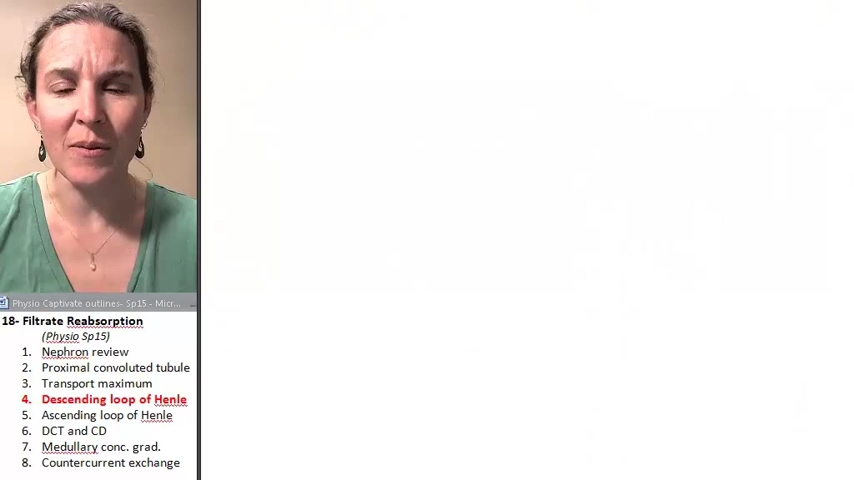 Physio Captivate outlines- Sp15 - Micr...
18- Filtrate Reabsorption
(Physio Sp15)
1. Nephron review
2. Proximal convoluted tubule
3. Transport maximum
4. Descending loop of Henle
5. Ascending loop of Henle
6. DCT and CD
7. Medullary conc. grad.
8. Countercurrent exchange